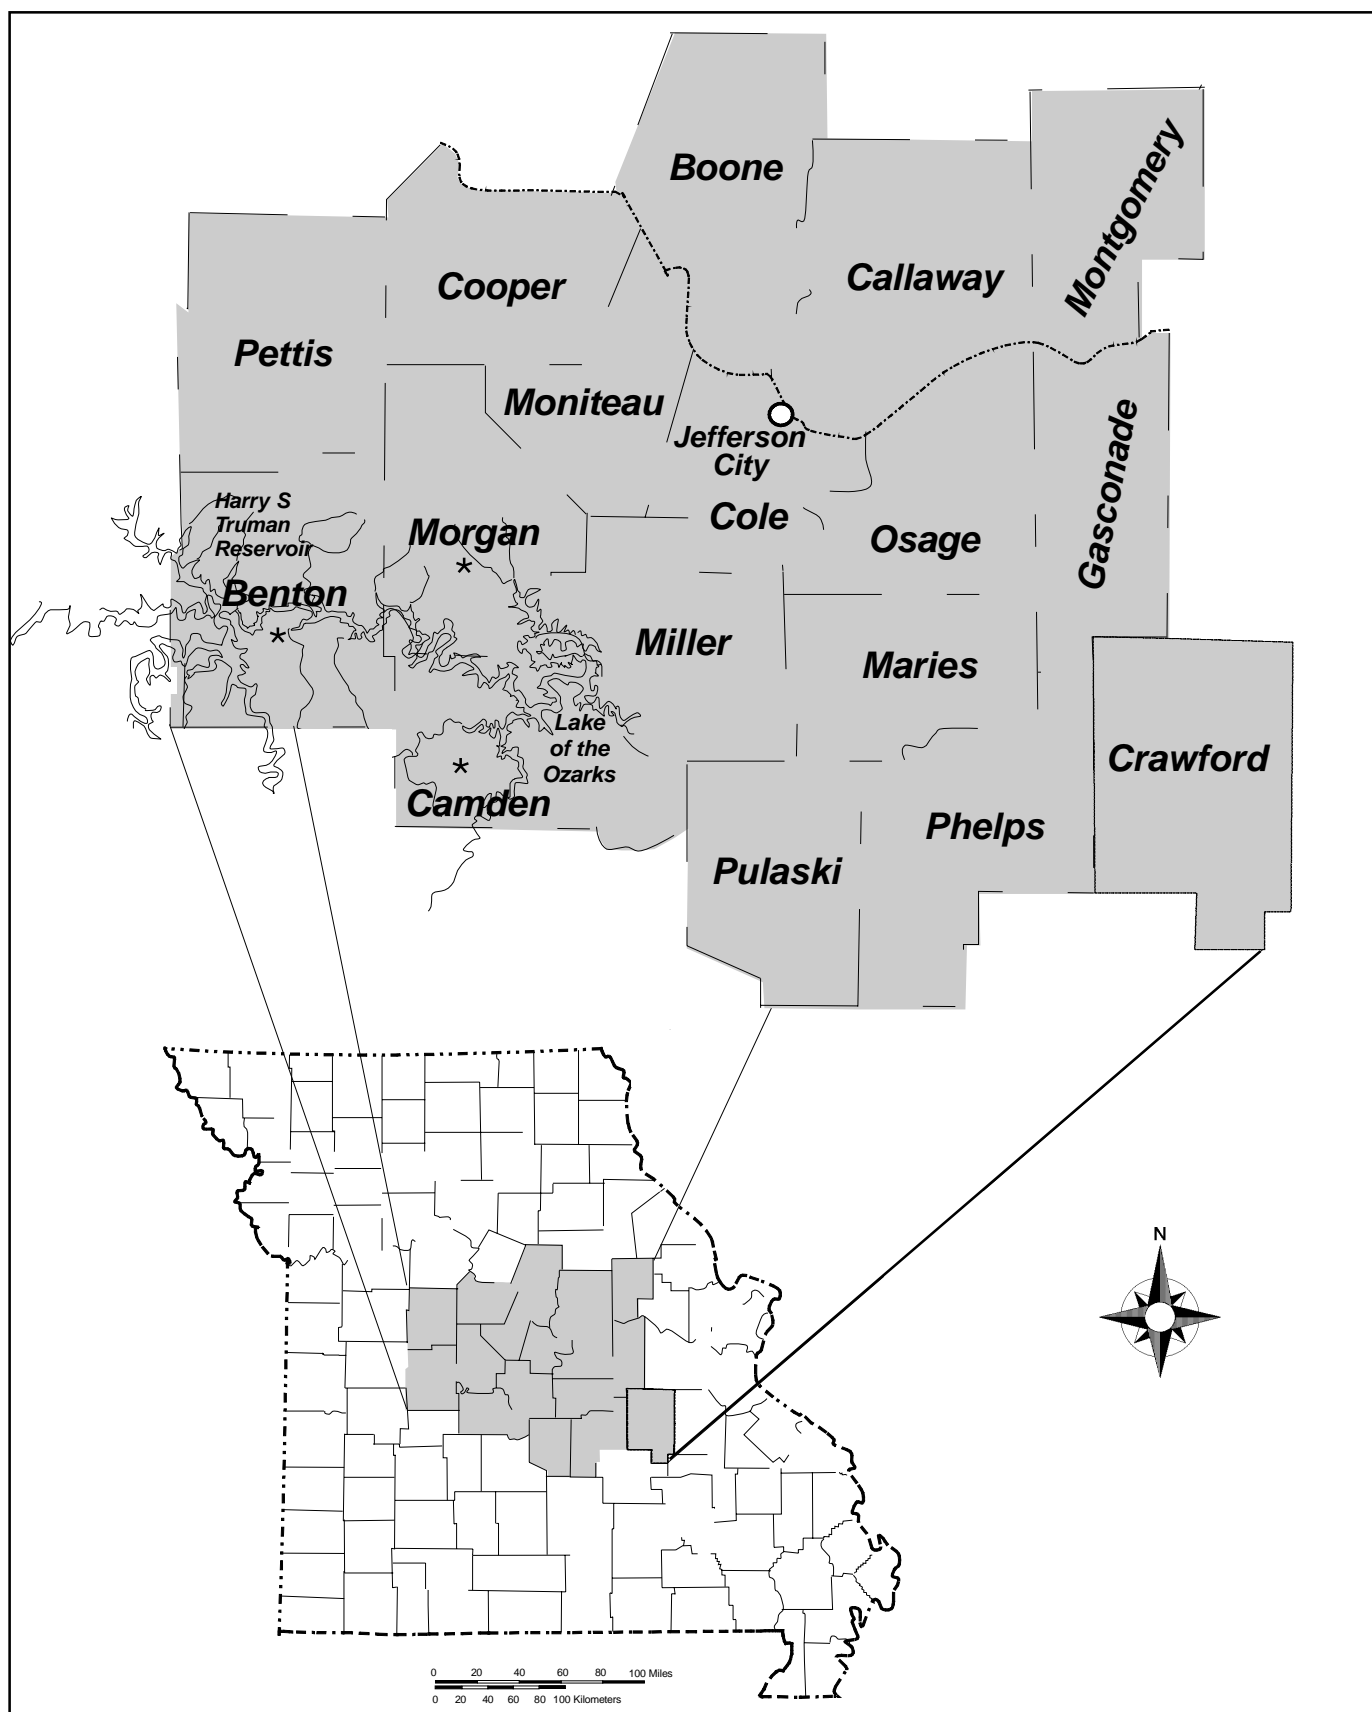 Boone
Montgomery
Cooper
Callaway
Pettis
Moniteau
Jefferson
City
Gasconade
Harry S
Truman
Reservoir
Morgan
*
Cole
Osage
Benton
*
Miller
Maries
Lake
of the
Ozarks
*
Camden
Crawford
Phelps
Pulaski
N
0 20 40 60 80 100 Miles
0 20 40 60 80 100 Kilometers